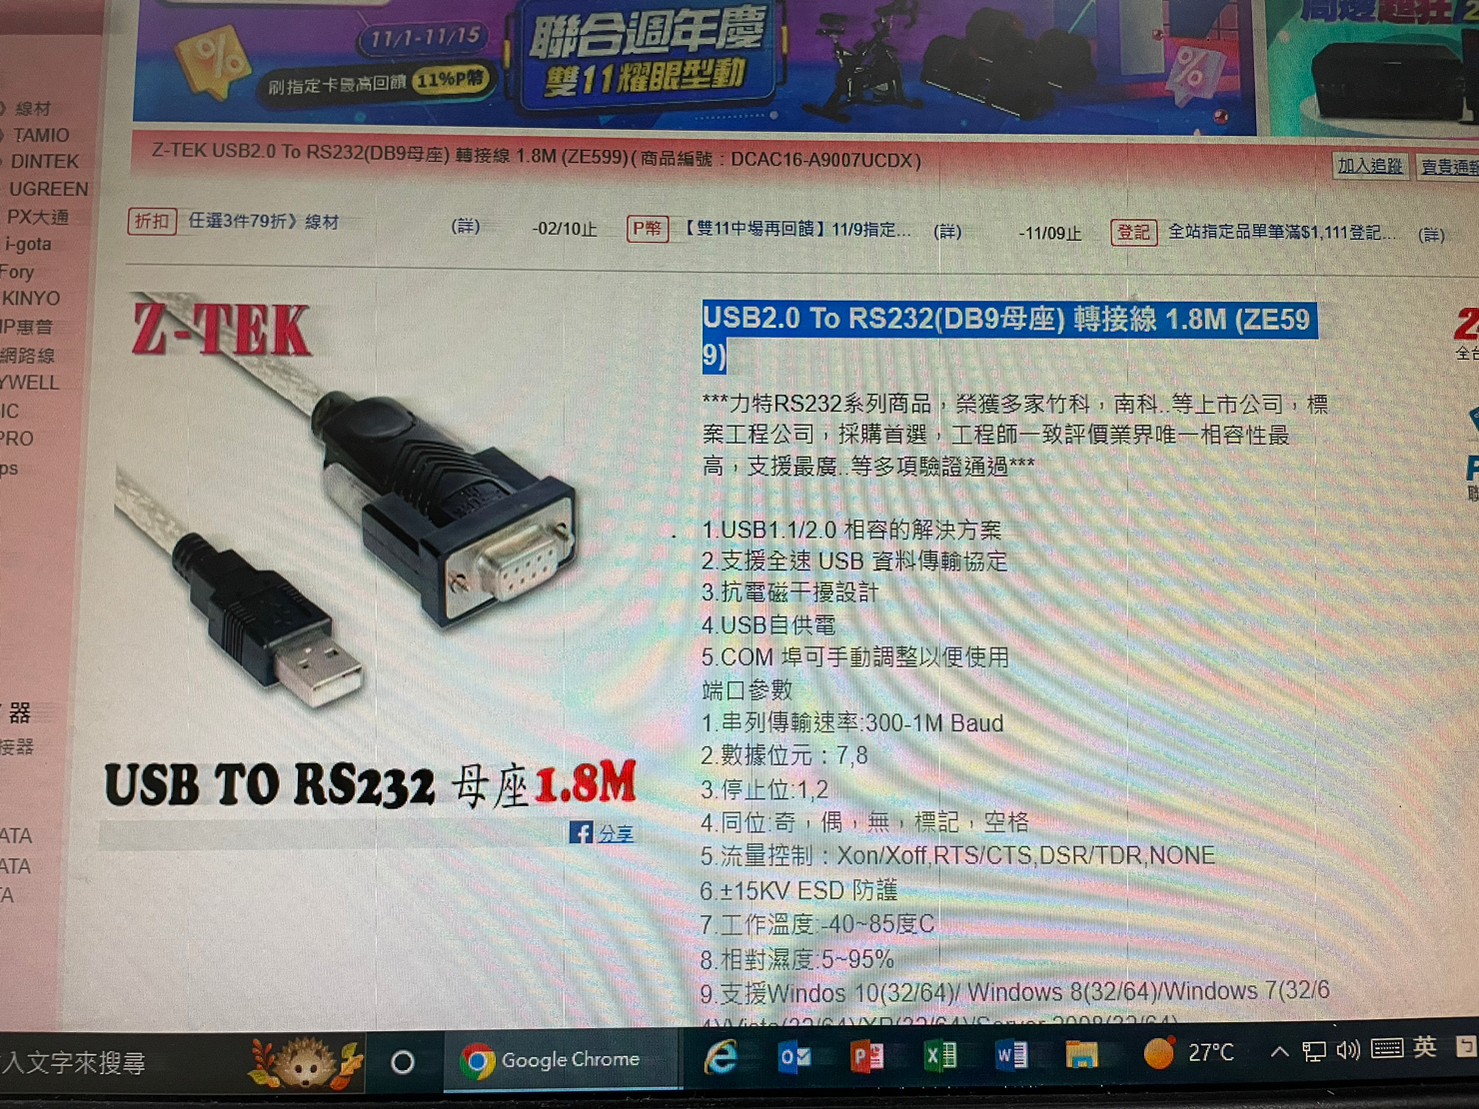 11/1-11/15
聯合週年慶
刷指定卡最高回饋 11%P幣
雙11耀眼型動
Z-TEK USB2.0 To RS232(DB9母座) 轉接線 1.8M (ZE599)(商品編號：DCAC16-A9007UCDX)
加入追蹤
賣貴通報
折扣 任選3件79折》線材 (詳) -02/10止
P幣 【雙11中場再回饋】11/9指定... (詳) -11/09止
登記 全站指定品單筆滿$1,111登記.... (詳)
》線材
TAMIO
DINTEK
UGREEN
PX大通
i-gota
Fory
KINYO
惠普
網路線
YWELL
IC
PRO
ps
器
接器
ATA
ATA
TA
Z-TEK
USB TO RS232 母座1.8M
分享
USB2.0 To RS232(DB9母座) 轉接線 1.8M (ZE59
9)
***力特RS232系列商品，榮獲多家竹科，南科..等上市公司，標
案工程公司，採購首選，工程師一致評價業界唯一相容性最
高，支援最廣..等多項驗證通過***
1.USB1.1/2.0 相容的解決方案
2.支援全速 USB 資料傳輸協定
3.抗電磁干擾設計
4.USB自供電
5.COM 埠可手動調整以便使用
端口參數
1.串列傳輸速率:300-1M Baud
2.數據位元：7,8
3.停止位:1,2
4.同位:奇，偶，無，標記，空格
5.流量控制：Xon/Xoff,RTS/CTS,DSR/TDR,NONE
6.±15KV ESD 防護
7.工作溫度:-40~85度C
8.相對濕度:5~95%
9.支援Windos 10(32/64)/ Windows 8(32/64)/Windows 7(32/6
4)/Vista(32/64)/XP(32/64)/Server 2008(32/64)
全台
入文字來搜尋
Google Chrome
27°C
英